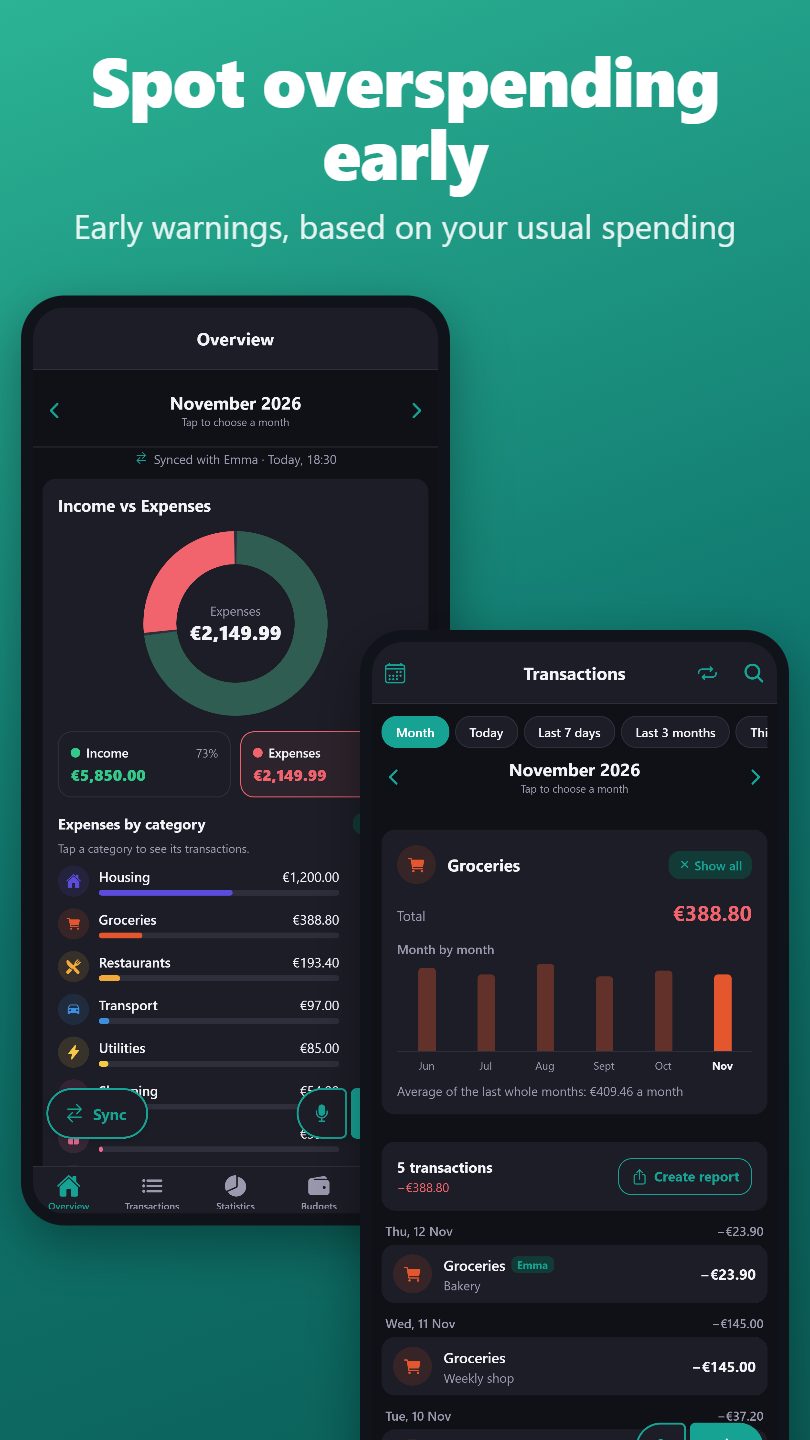 Spot overspending
early
Early warnings, based on your usual spending
Overview
November 2026
Tap to choose a month
Synced with Emma · Today, 18:30
Income vs Expenses
Expenses
€2,149.99
Income 73%
€5,850.00
Expenses
€2,149.99
Expenses by category
Tap a category to see its transactions.
Housing €1,200.00
Groceries €388.80
Restaurants €193.40
Transport €97.00
Utilities €85.00
Sync
Overview Transactions Statistics Budgets
Transactions
Month Today Last 7 days Last 3 months Thi
November 2026
Tap to choose a month
Groceries × Show all
Total €388.80
Month by month
Jun Jul Aug Sept Oct Nov
Average of the last whole months: €409.46 a month
5 transactions
−€388.80
Create report
Thu, 12 Nov −€23.90
Groceries Emma
Bakery
−€23.90
Wed, 11 Nov −€145.00
Groceries
Weekly shop
−€145.00
Tue, 10 Nov −€37.20